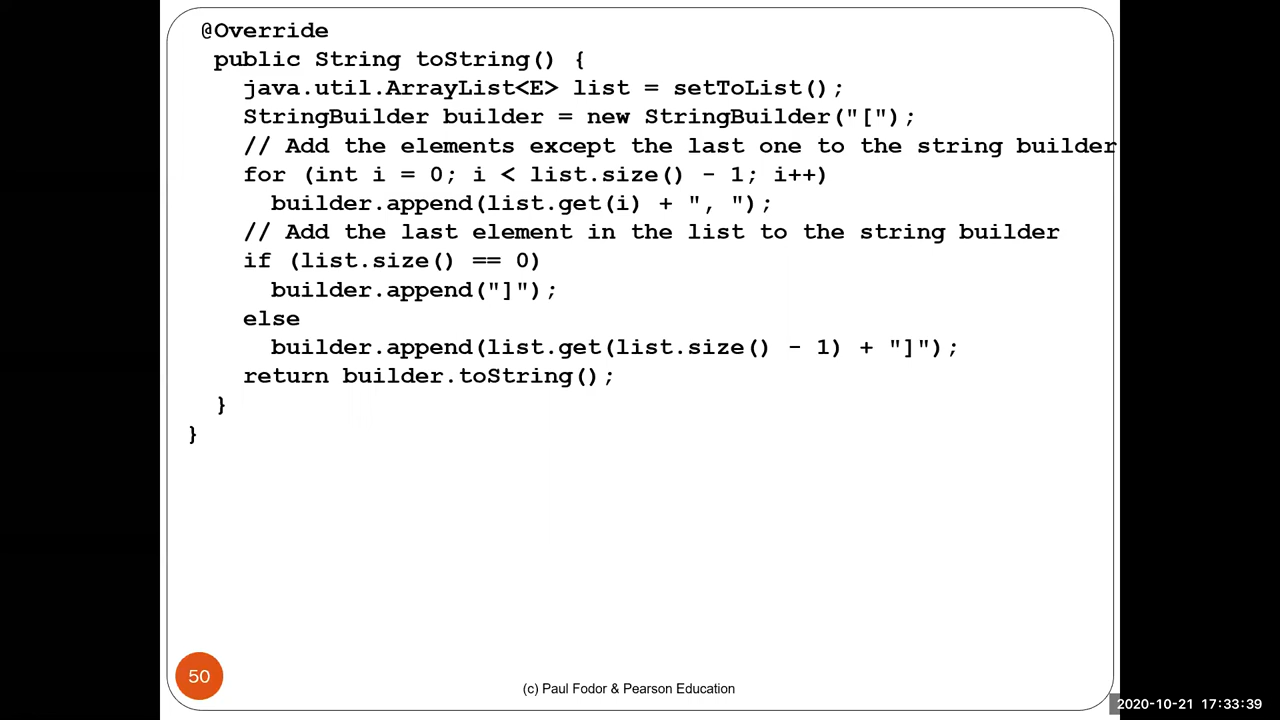 @Override
public String toString() {
java.util.ArrayList<E> list = setToList();
StringBuilder builder = new StringBuilder("[");
// Add the elements except the last one to the string builder
for (int i = 0; i < list.size() - 1; i++)
builder.append(list.get(i) + ", ");
// Add the last element in the list to the string builder
if (list.size() == 0)
builder.append("]");
else
builder.append(list.get(list.size() - 1) + "]");
return builder.toString();
}
}
50
(c) Paul Fodor & Pearson Education
2020-10-21 17:33:39